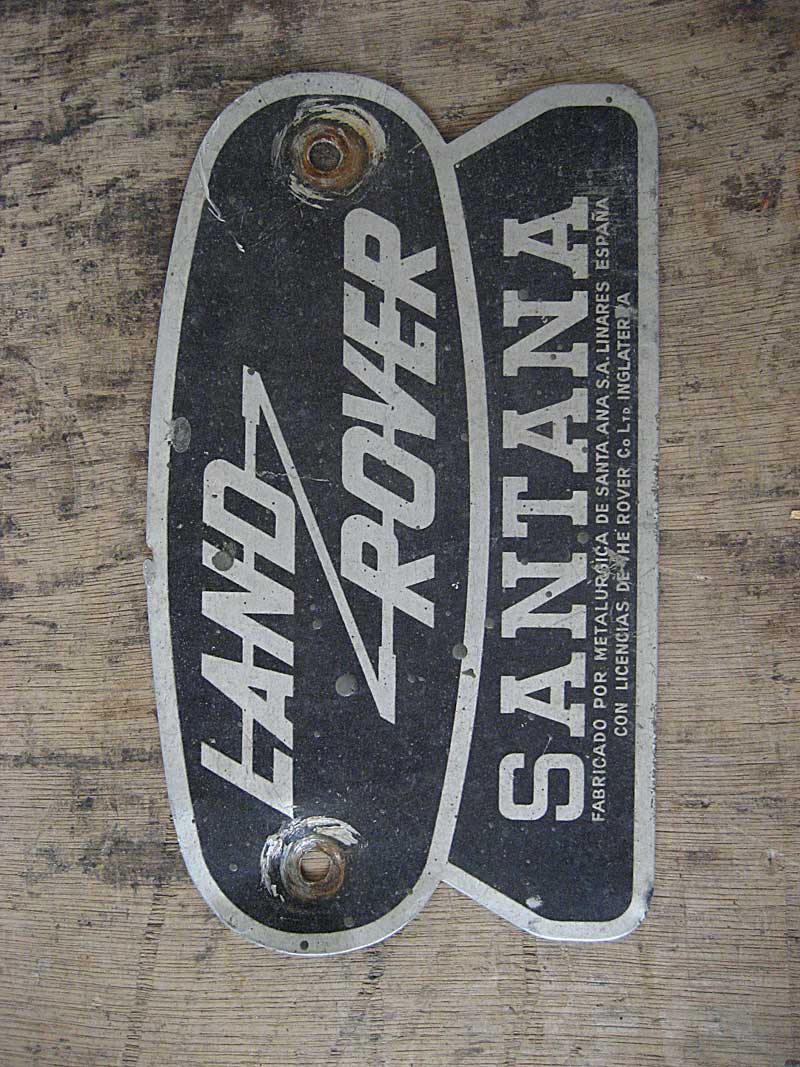 LAND
ROVER
SANTANA
FABRICADO POR METALURGICA DE SANTA ANA S.A. LINARES ESPAÑA
CON LICENCIAS DE THE ROVER Co LTD INGLATERRA